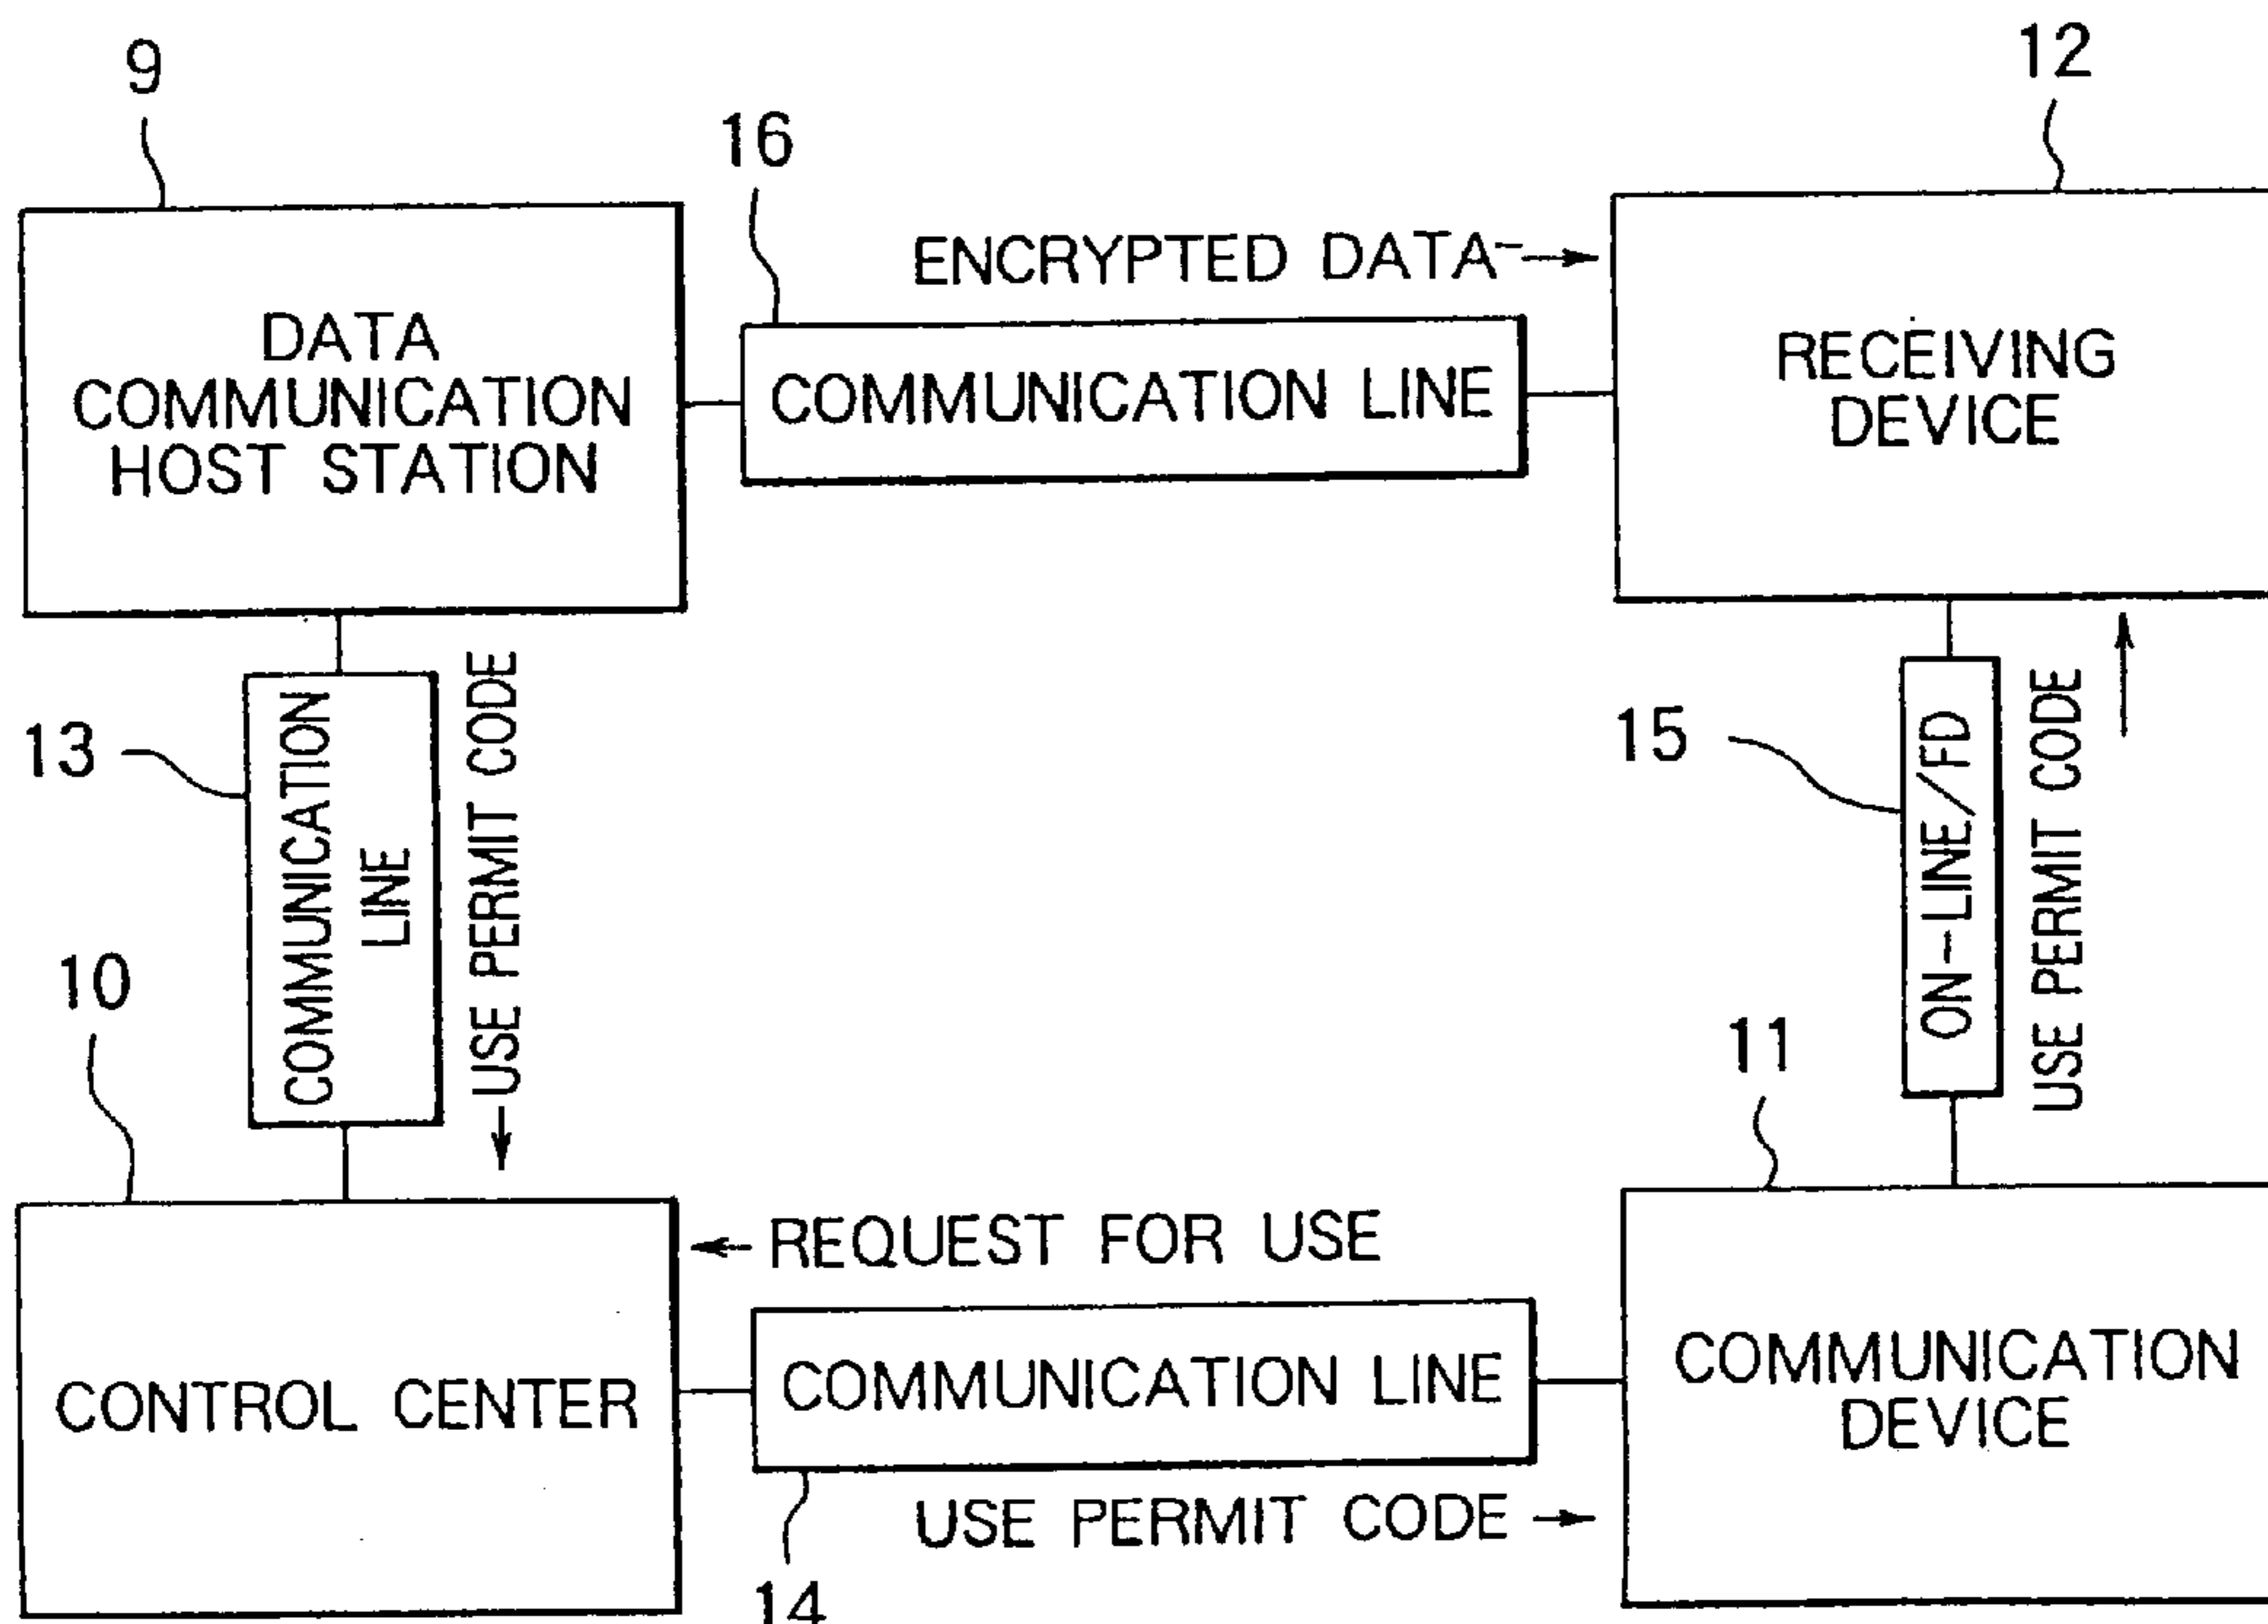 9
12
16
ENCRYPTED DATA
DATA
COMMUNICATION
HOST STATION
COMMUNICATION LINE
RECEIVING
DEVICE
13
COMMUNICATION
LINE
USE PERMIT CODE
15
ON-LINE/FD
USE PERMIT CODE
10
11
REQUEST FOR USE
CONTROL CENTER
COMMUNICATION LINE
COMMUNICATION
DEVICE
USE PERMIT CODE
14